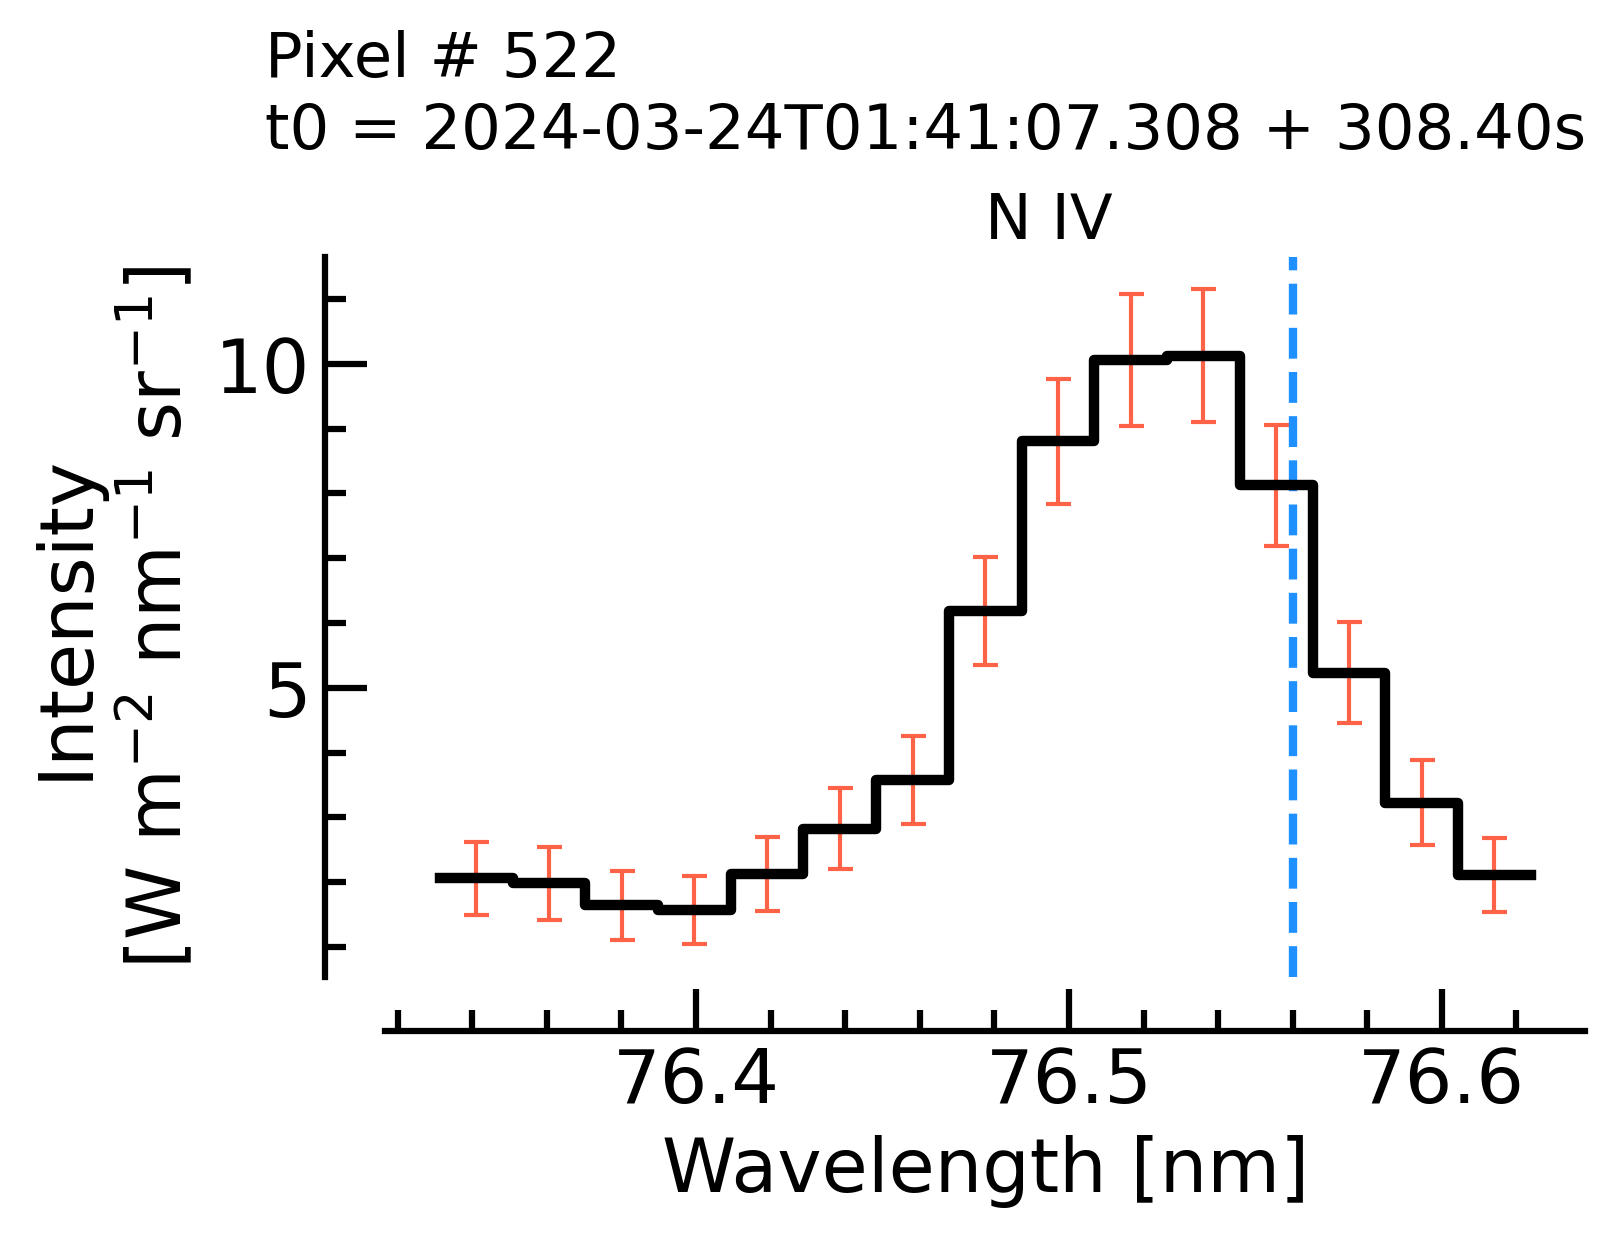 Pixel # 522
t0 = 2024-03-24T01:41:07.308 + 308.40s
N IV
Intensity
[W m⁻² nm⁻¹ sr⁻¹]
10
5
76.4 76.5 76.6
Wavelength [nm]